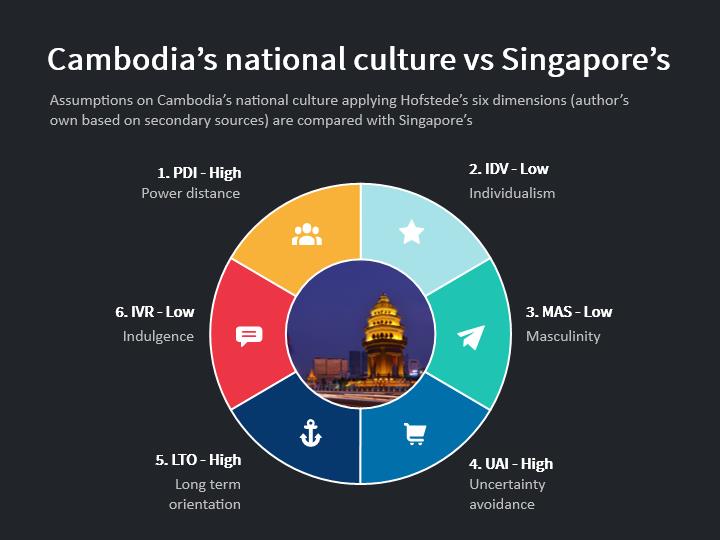 Cambodia’s national culture vs Singapore’s
Assumptions on Cambodia’s national culture applying Hofstede’s six dimensions (author’s
own based on secondary sources) are compared with Singapore’s
1. PDI - High
Power distance
2. IDV - Low
Individualism
3. MAS - Low
Masculinity
4. UAI - High
Uncertainty
avoidance
5. LTO - High
Long term
orientation
6. IVR - Low
Indulgence